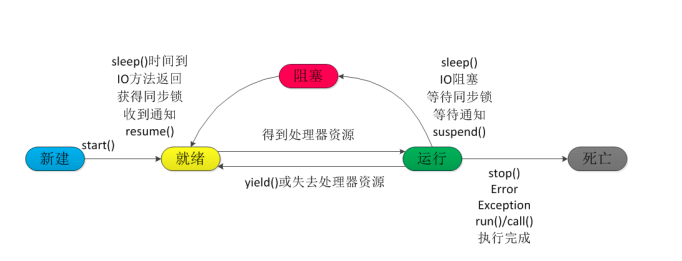 sleep()时间到
IO方法返回
获得同步锁
收到通知
resume()
阻塞
sleep()
IO阻塞
等待同步锁
等待通知
suspend()
新建
start()
就绪
得到处理器资源
yield()或失去处理器资源
运行
死亡
stop()
Error
Exception
run()/call()
执行完成